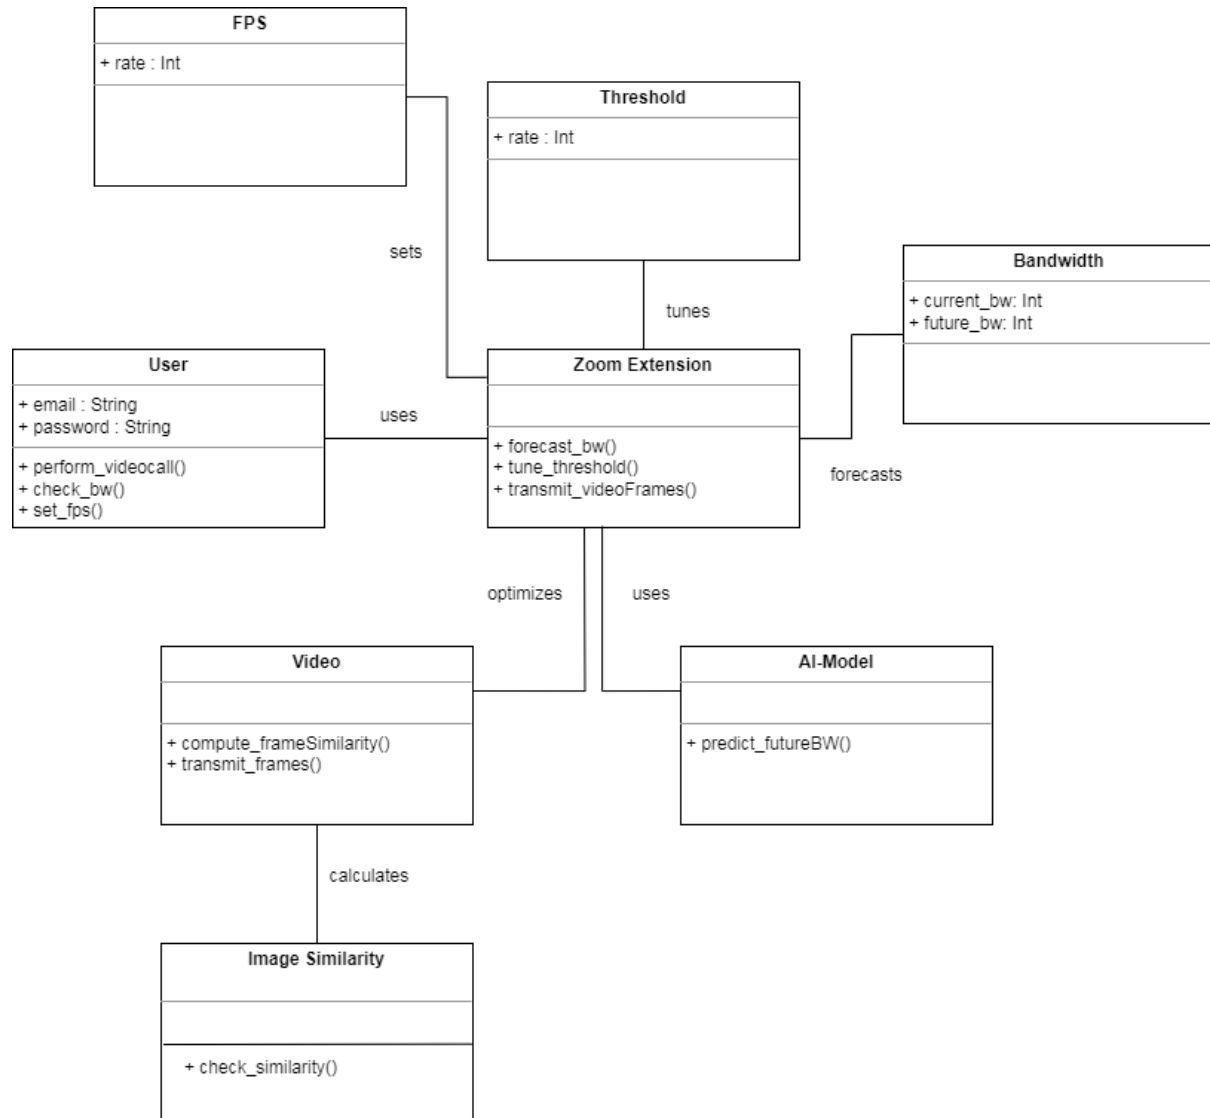 FPS
+ rate : Int
Threshold
+ rate : Int
sets
Bandwidth
+ current_bw: Int
+ future_bw: Int
tunes
User
+ email : String
+ password : String
+ perform_videocall()
+ check_bw()
+ set_fps()
uses
Zoom Extension
+ forecast_bw()
+ tune_threshold()
+ transmit_videoFrames()
forecasts
optimizes
uses
Video
+ compute_frameSimilarity()
+ transmit_frames()
AI-Model
+ predict_futureBW()
calculates
Image Similarity
+ check_similarity()